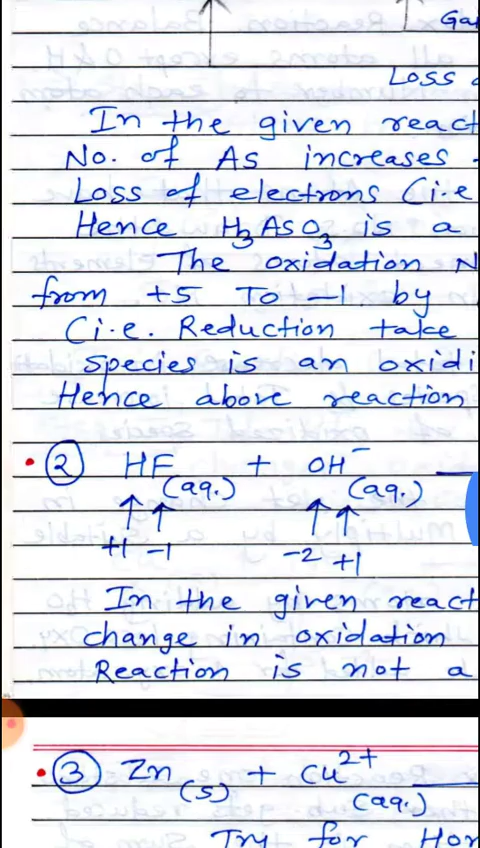 Gai
Loss
In the given react
No. of As increases
Loss of electrons (i.e
Hence H₃AsO₃ is a
The oxidation N
from +5 To -1 by
(i.e. Reduction take
Species is an oxidi
Hence above reaction
② HF(aq.) + OH⁻(aq.)
+1 -1 -2 +1
In the given react
change in oxidation
Reaction is not a
③ Zn(s) + Cu²⁺(aq.)
Try for Hom